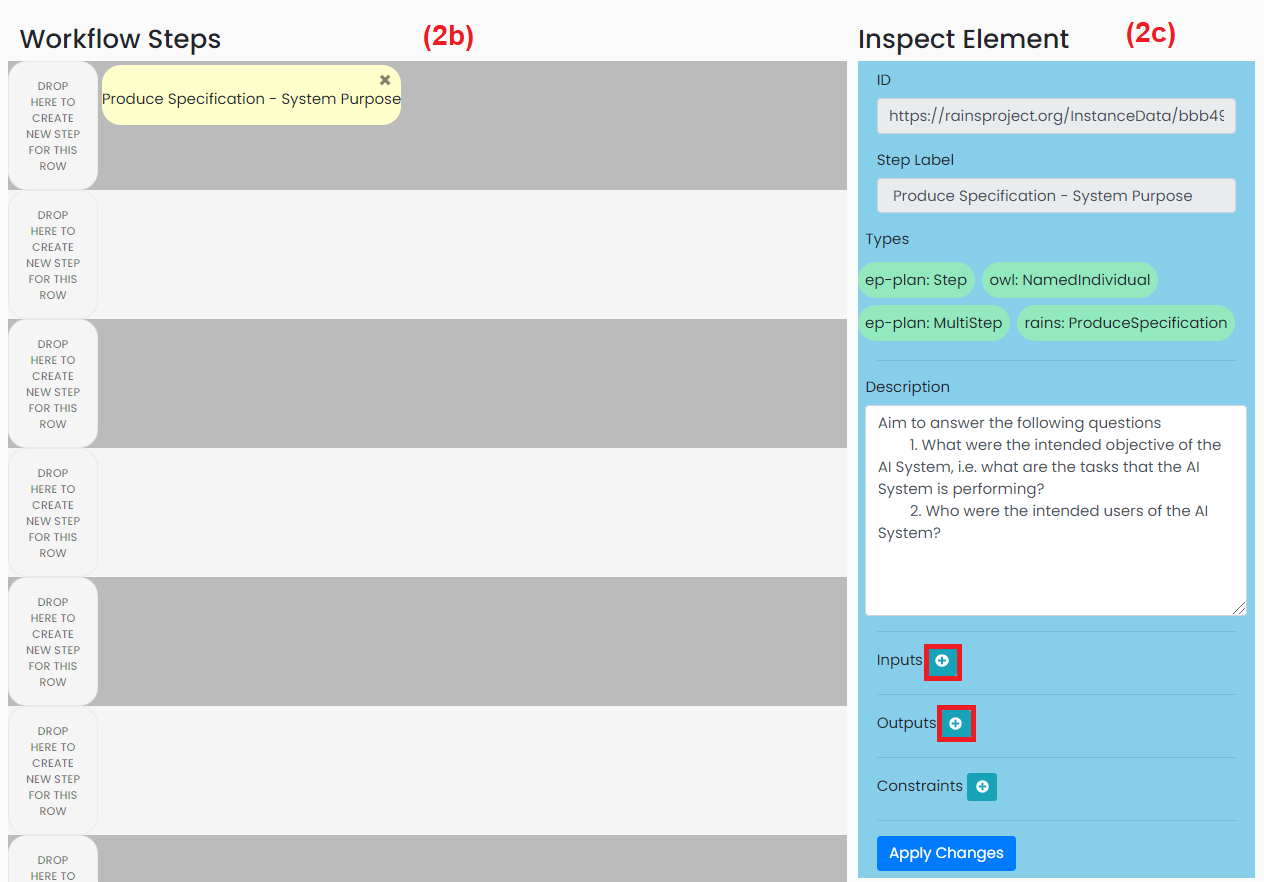 Workflow Steps
(2b)
DROP
HERE TO
CREATE
NEW STEP
FOR THIS
ROW
Produce Specification - System Purpose
DROP
HERE TO
CREATE
NEW STEP
FOR THIS
ROW
DROP
HERE TO
CREATE
NEW STEP
FOR THIS
ROW
DROP
HERE TO
CREATE
NEW STEP
FOR THIS
ROW
DROP
HERE TO
CREATE
NEW STEP
FOR THIS
ROW
DROP
HERE TO
CREATE
NEW STEP
FOR THIS
ROW
DROP
HERE TO
Inspect Element
(2c)
ID
https://rainsproject.org/InstanceData/bbb49
Step Label
Produce Specification - System Purpose
Types
ep-plan: Step owl: NamedIndividual
ep-plan: MultiStep rains: ProduceSpecification
Description
Aim to answer the following questions
1. What were the intended objective of the
AI System, i.e. what are the tasks that the AI
System is performing?
2. Who were the intended users of the AI
System?
Inputs
Outputs
Constraints
Apply Changes